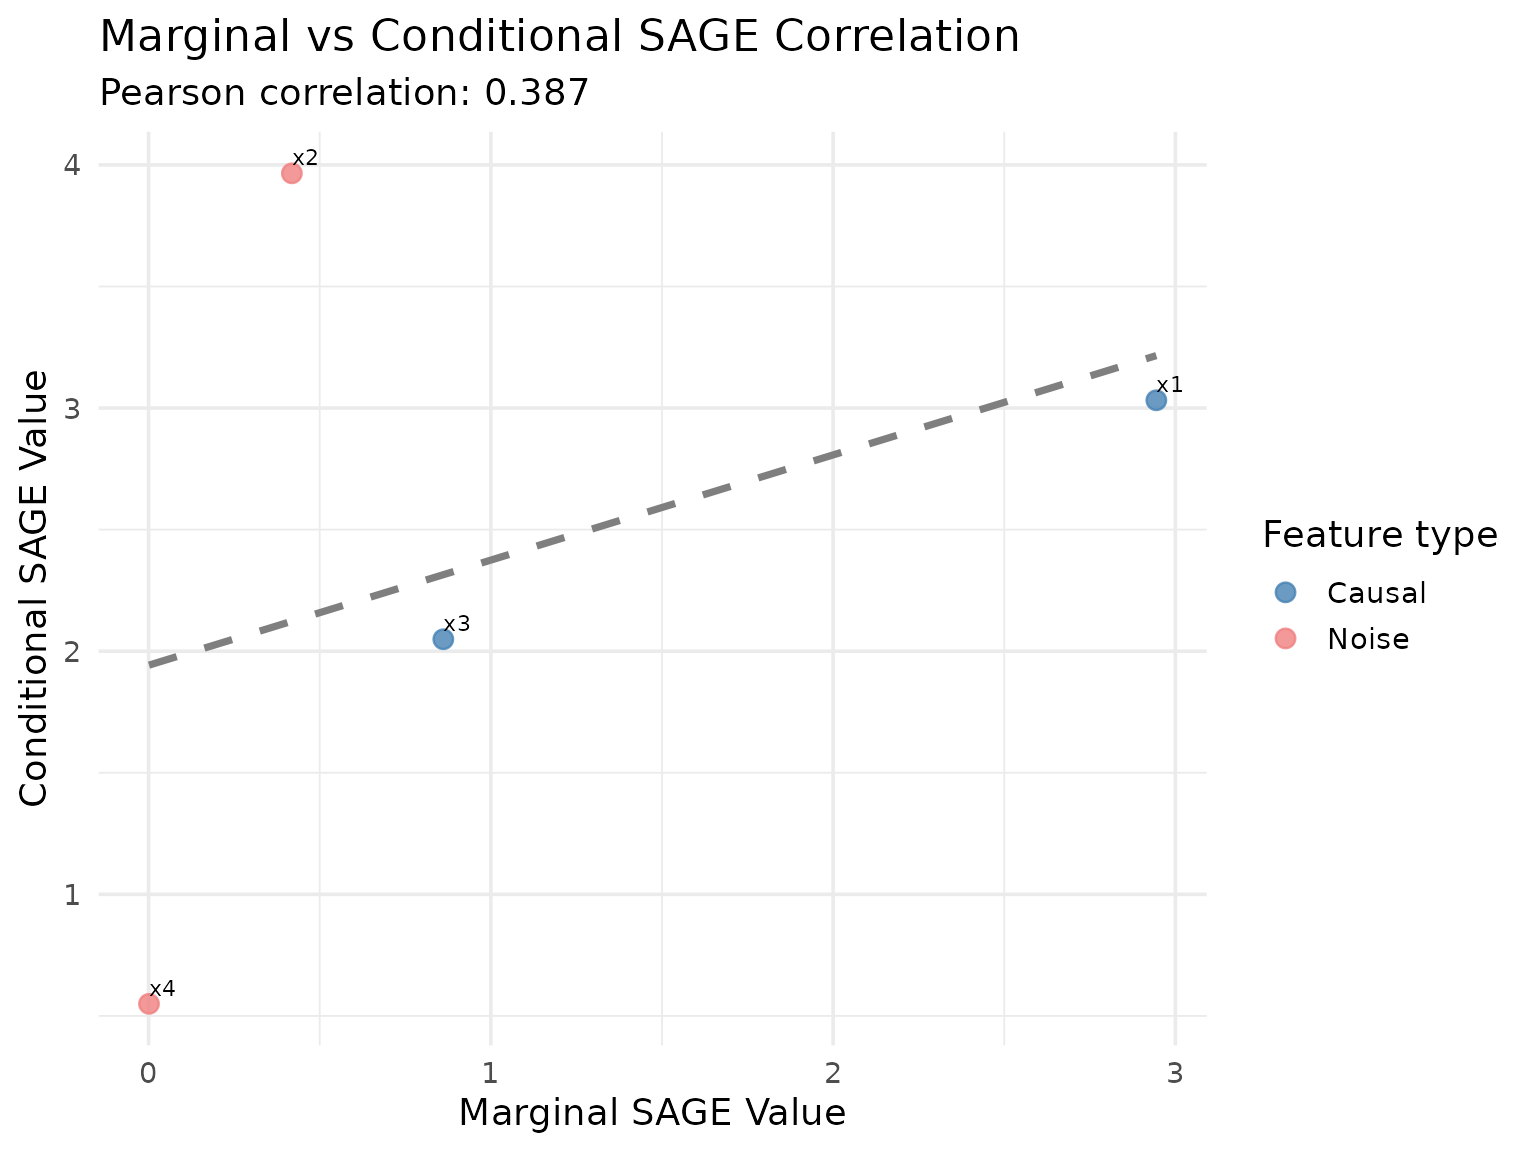 Marginal vs Conditional SAGE Correlation
Pearson correlation: 0.387
Conditional SAGE Value
4
3
2
1
x2
x1
x3
x4
0 1 2 3
Marginal SAGE Value
Feature type
Causal
Noise